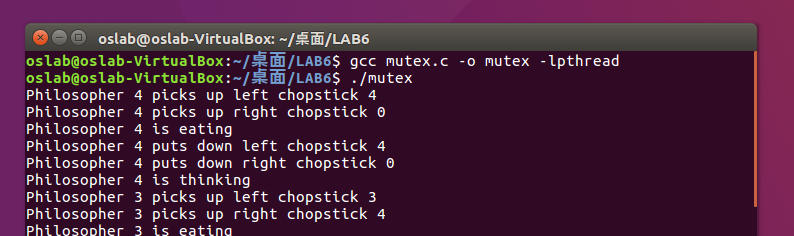 oslab@oslab-VirtualBox: ~/桌面/LAB6
oslab@oslab-VirtualBox:~/桌面/LAB6$ gcc mutex.c -o mutex -lpthread
oslab@oslab-VirtualBox:~/桌面/LAB6$ ./mutex
Philosopher 4 picks up left chopstick 4
Philosopher 4 picks up right chopstick 0
Philosopher 4 is eating
Philosopher 4 puts down left chopstick 4
Philosopher 4 puts down right chopstick 0
Philosopher 4 is thinking
Philosopher 3 picks up left chopstick 3
Philosopher 3 picks up right chopstick 4
Philosopher 3 is eating